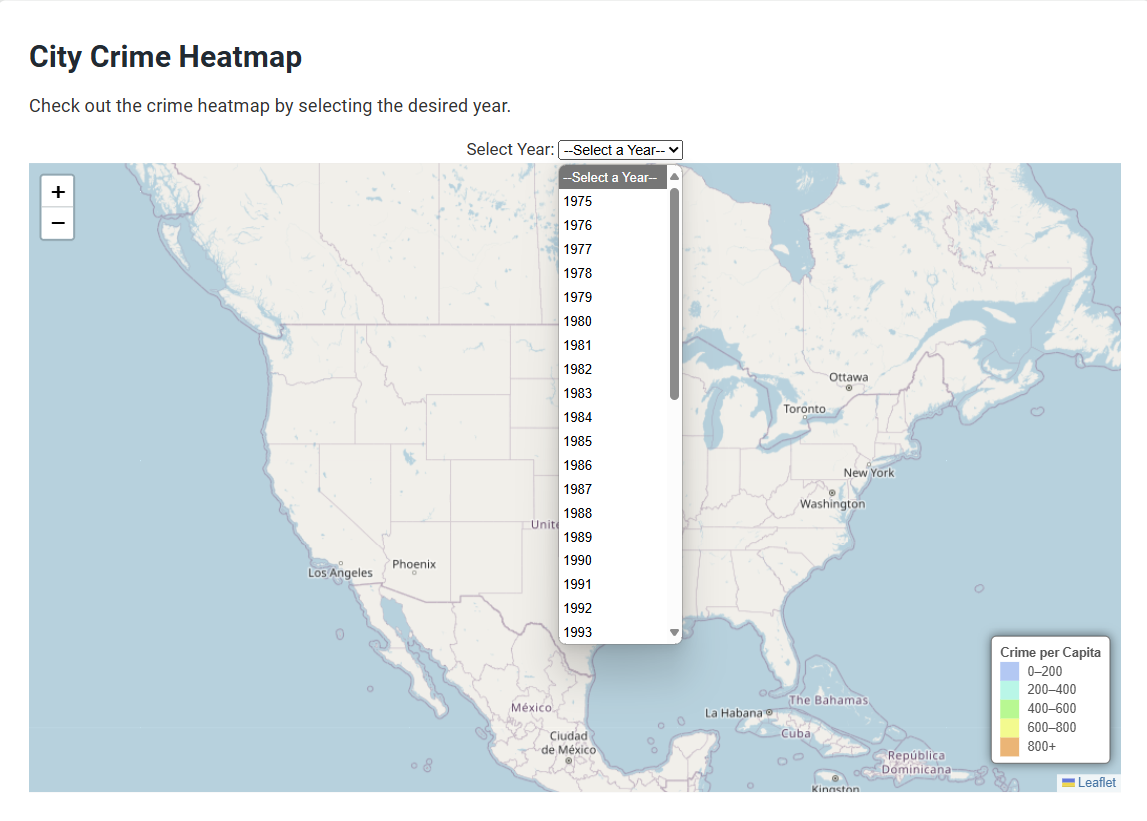 City Crime Heatmap
Check out the crime heatmap by selecting the desired year.
Select Year: --Select a Year--
--Select a Year--
1975
1976
1977
1978
1979
1980
1981
1982
1983
1984
1985
1986
1987
1988
1989
1990
1991
1992
1993
+
−
Ottawa
Toronto
New York
Washington
Unite
Phoenix
Los Angeles
México
Ciudad
de México
La Habana
The Bahamas
Cuba
República
Dominicana
Kingston
Crime per Capita
0–200
200–400
400–600
600–800
800+
Leaflet